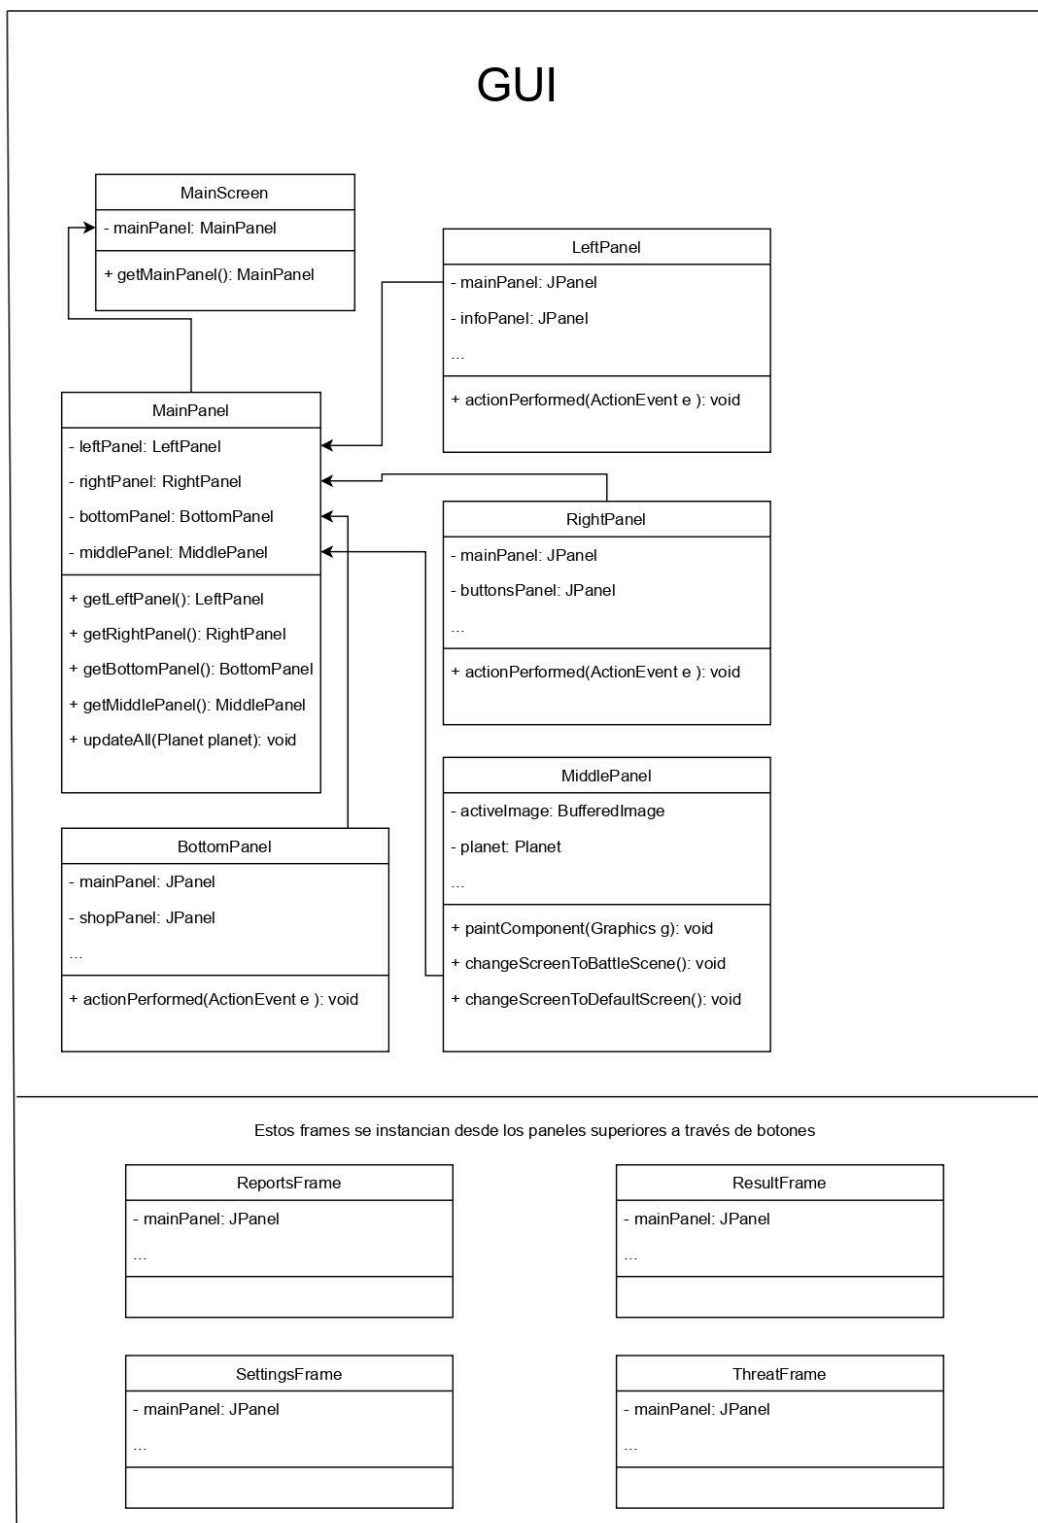 GUI
MainScreen
- mainPanel: MainPanel
+ getMainPanel(): MainPanel
LeftPanel
- mainPanel: JPanel
- infoPanel: JPanel
...
+ actionPerformed(ActionEvent e ): void
MainPanel
- leftPanel: LeftPanel
- rightPanel: RightPanel
- bottomPanel: BottomPanel
- middlePanel: MiddlePanel
+ getLeftPanel(): LeftPanel
+ getRightPanel(): RightPanel
+ getBottomPanel(): BottomPanel
+ getMiddlePanel(): MiddlePanel
+ updateAll(Planet planet): void
RightPanel
- mainPanel: JPanel
- buttonsPanel: JPanel
...
+ actionPerformed(ActionEvent e ): void
MiddlePanel
- activeImage: BufferedImage
- planet: Planet
...
+ paintComponent(Graphics g): void
+ changeScreenToBattleScene(): void
+ changeScreenToDefaultScreen(): void
BottomPanel
- mainPanel: JPanel
- shopPanel: JPanel
...
+ actionPerformed(ActionEvent e ): void
Estos frames se instancian desde los paneles superiores a través de botones
ReportsFrame
- mainPanel: JPanel
...
ResultFrame
- mainPanel: JPanel
...
SettingsFrame
- mainPanel: JPanel
...
ThreatFrame
- mainPanel: JPanel
...